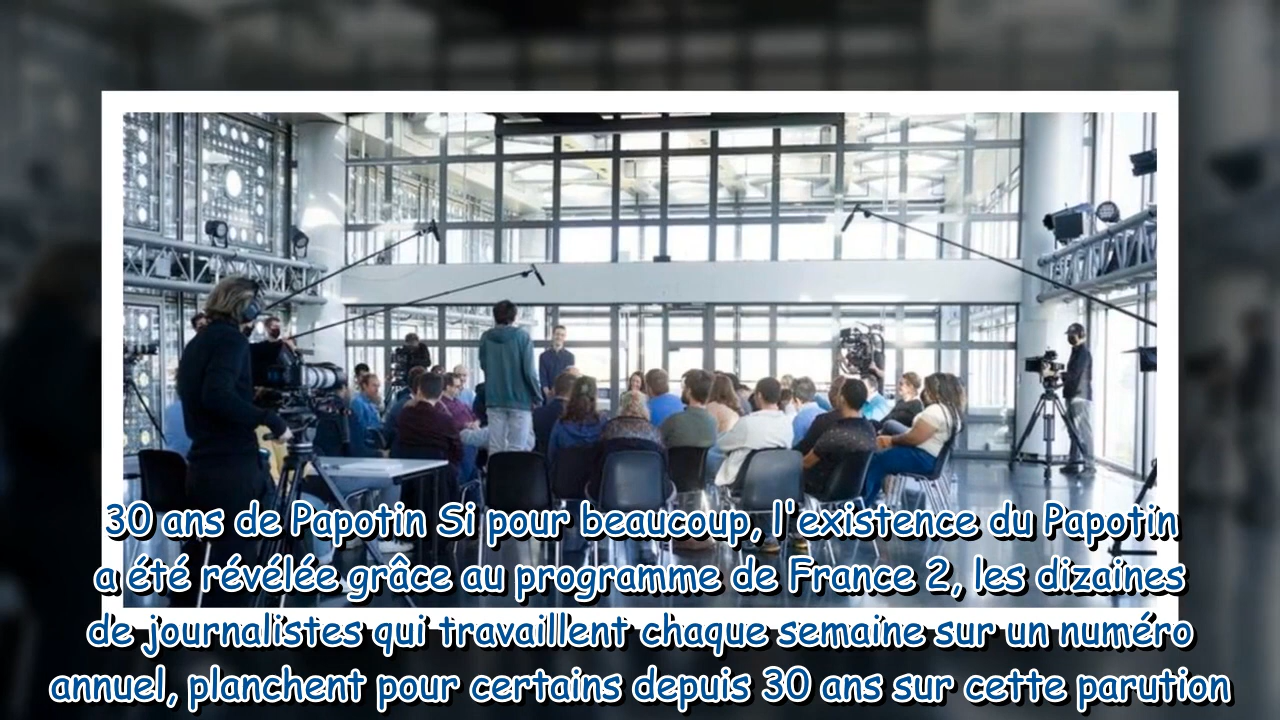 30 ans de Papotin Si pour beaucoup, l'existence du Papotin
a été révélée grâce au programme de France 2, les dizaines
de journalistes qui travaillent chaque semaine sur un numéro
annuel, planchent pour certains depuis 30 ans sur cette parution